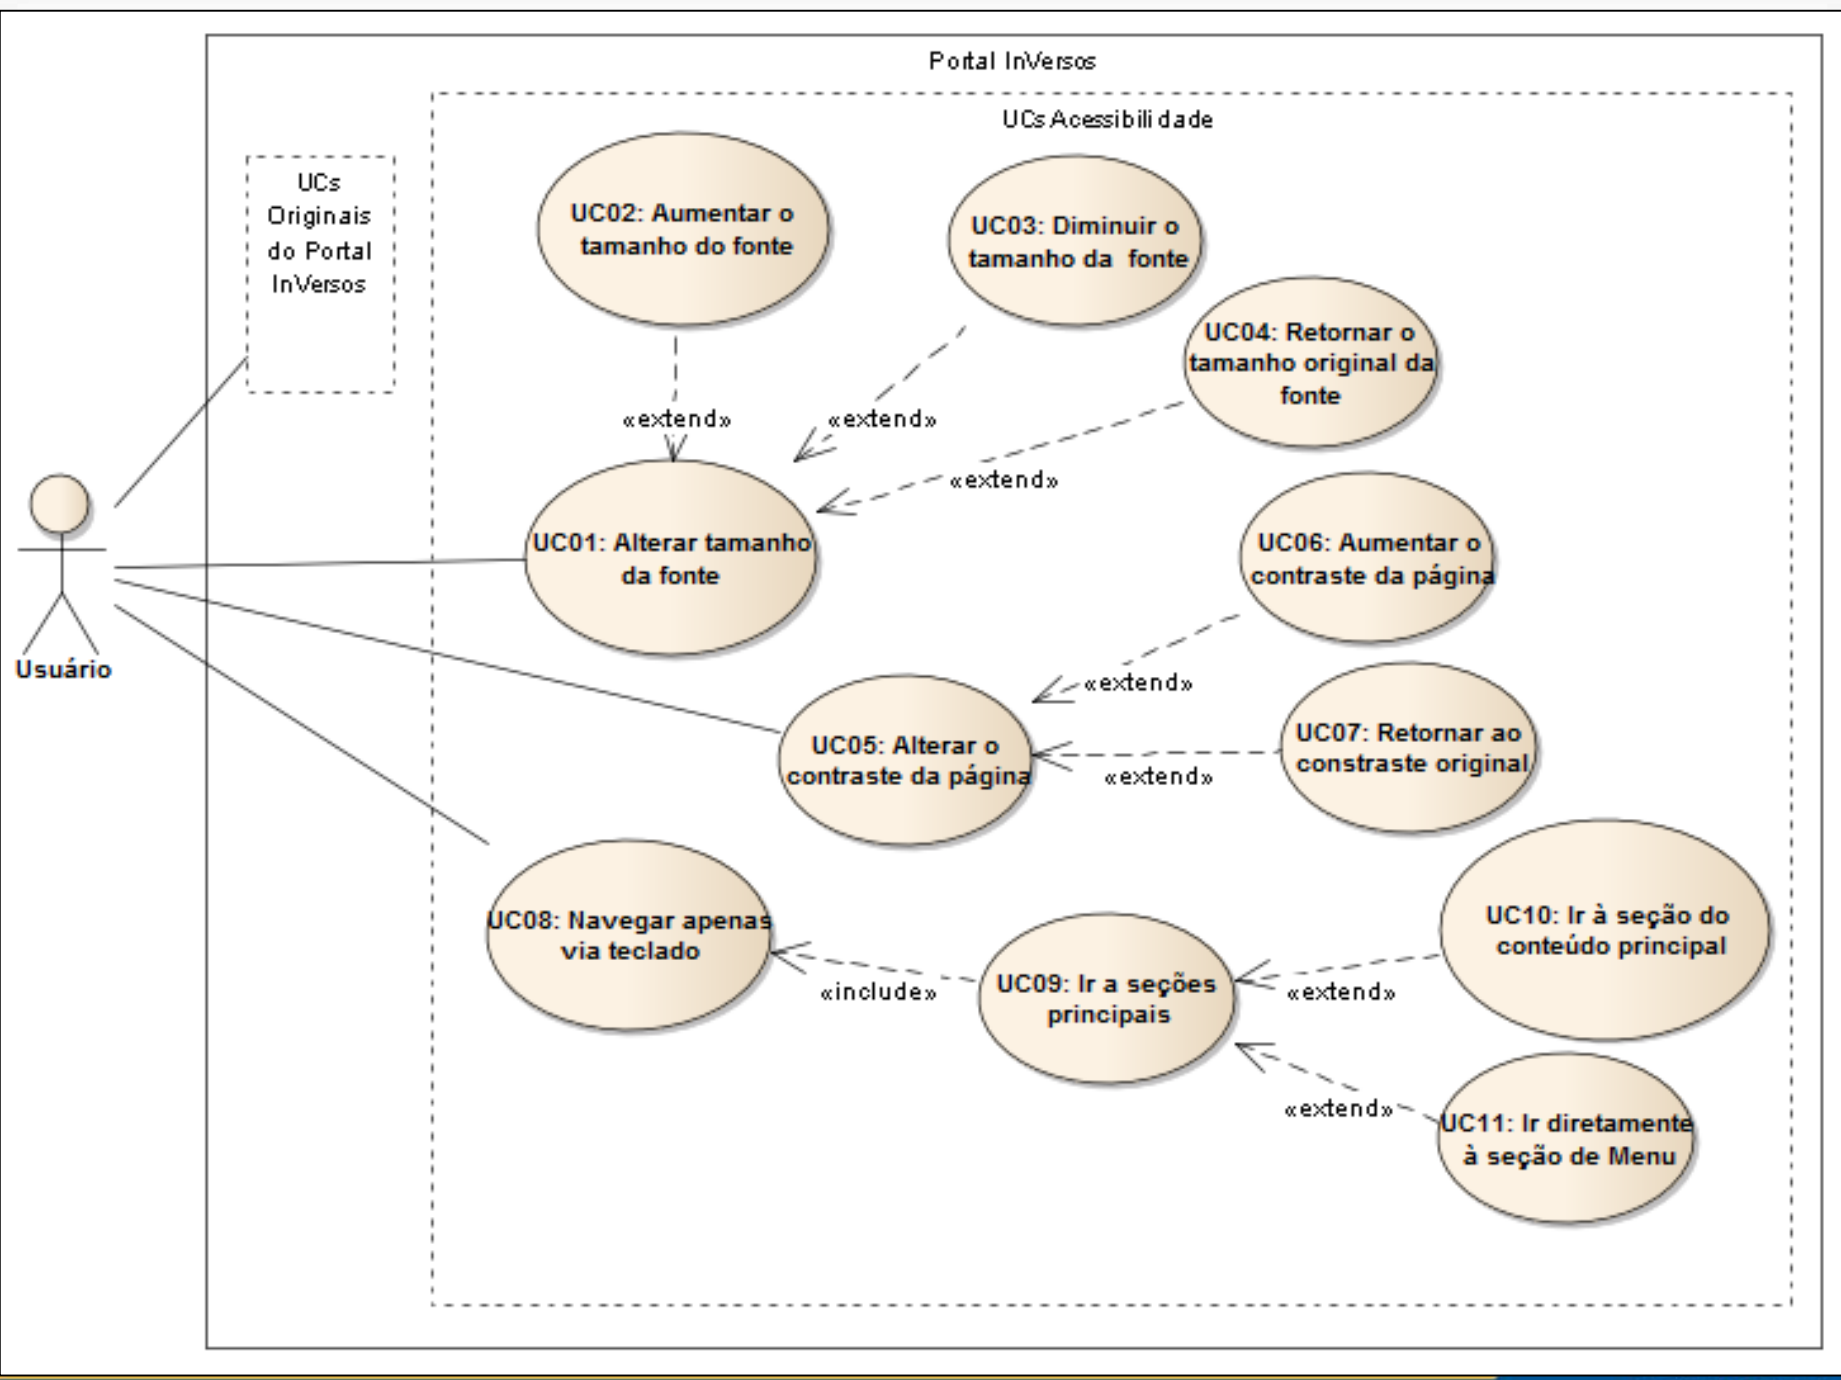 Portal InVersos
UCs Acessibilidade
UCs
Originais
do Portal
InVersos
UC02: Aumentar o
tamanho do fonte
UC03: Diminuir o
tamanho da fonte
UC04: Retornar o
tamanho original da
fonte
«extend»
«extend»
«extend»
UC01: Alterar tamanho
da fonte
UC06: Aumentar o
contraste da página
Usuário
«extend»
UC05: Alterar o
contraste da página
UC07: Retornar ao
constraste original
«extend»
UC08: Navegar apenas
via teclado
«include»
UC09: Ir a seções
principais
UC10: Ir à seção do
conteúdo principal
«extend»
«extend»
UC11: Ir diretamente
à seção de Menu